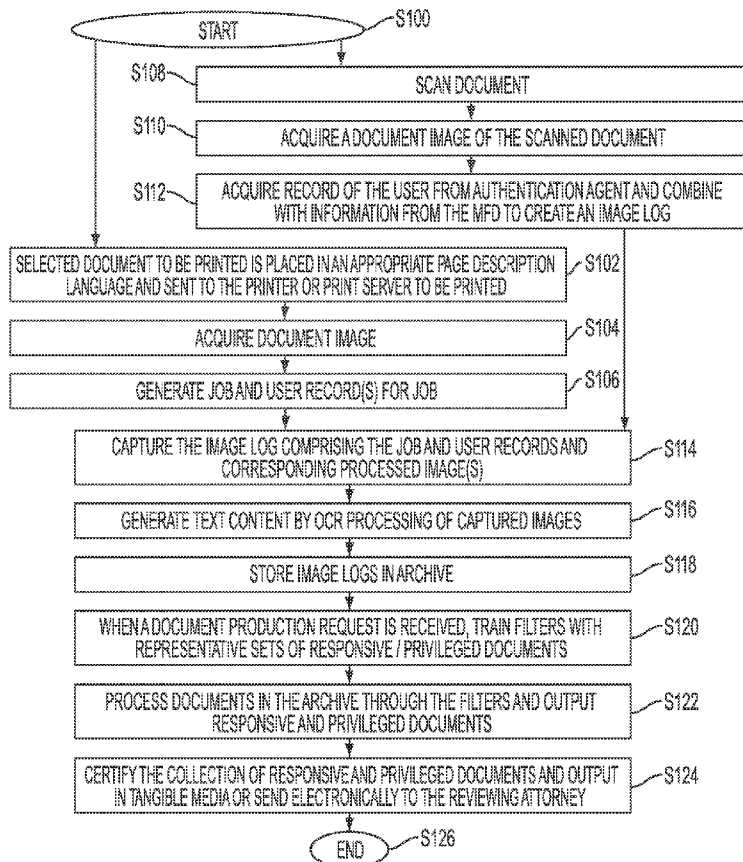 START
S100
S108
SCAN DOCUMENT
S110
ACQUIRE A DOCUMENT IMAGE OF THE SCANNED DOCUMENT
S112
ACQUIRE RECORD OF THE USER FROM AUTHENTICATION AGENT AND COMBINE
WITH INFORMATION FROM THE MFD TO CREATE AN IMAGE LOG
SELECTED DOCUMENT TO BE PRINTED IS PLACED IN AN APPROPRIATE PAGE DESCRIPTION
LANGUAGE AND SENT TO THE PRINTER OR PRINT SERVER TO BE PRINTED
S102
ACQUIRE DOCUMENT IMAGE
S104
GENERATE JOB AND USER RECORD(S) FOR JOB
S106
CAPTURE THE IMAGE LOG COMPRISING THE JOB AND USER RECORDS AND
CORRESPONDING PROCESSED IMAGE(S)
S114
GENERATE TEXT CONTENT BY OCR PROCESSING OF CAPTURED IMAGES
S116
STORE IMAGE LOGS IN ARCHIVE
S118
WHEN A DOCUMENT PRODUCTION REQUEST IS RECEIVED, TRAIN FILTERS WITH
REPRESENTATIVE SETS OF RESPONSIVE / PRIVILEGED DOCUMENTS
S120
PROCESS DOCUMENTS IN THE ARCHIVE THROUGH THE FILTERS AND OUTPUT
RESPONSIVE AND PRIVILEGED DOCUMENTS
S122
CERTIFY THE COLLECTION OF RESPONSIVE AND PRIVILEGED DOCUMENTS AND OUTPUT
IN TANGIBLE MEDIA OR SEND ELECTRONICALLY TO THE REVIEWING ATTORNEY
S124
END
S126